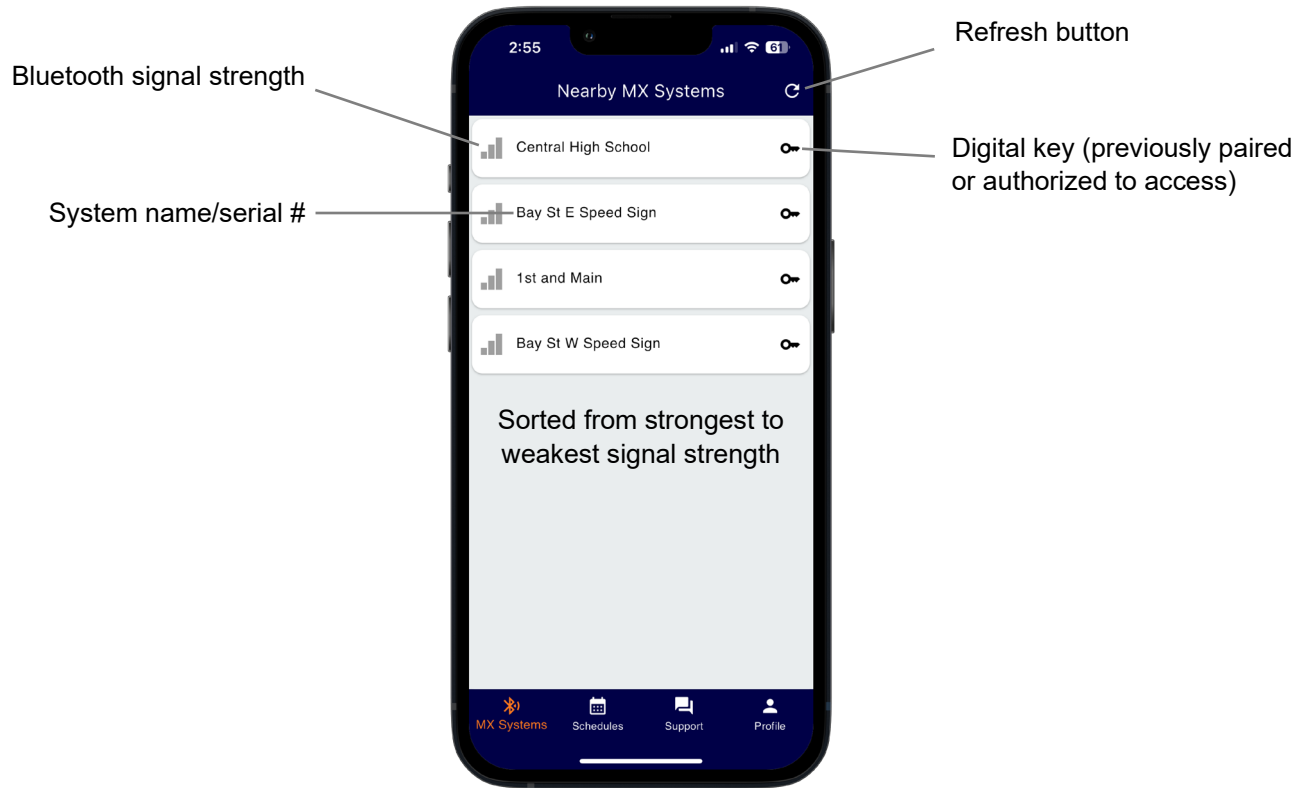 Refresh button
2:55
61
Bluetooth signal strength
Nearby MX Systems
Central High School
Digital key (previously paired
or authorized to access)
System name/serial #
Bay St E Speed Sign
1st and Main
Bay St W Speed Sign
Sorted from strongest to
weakest signal strength
MX Systems
Schedules
Support
Profile